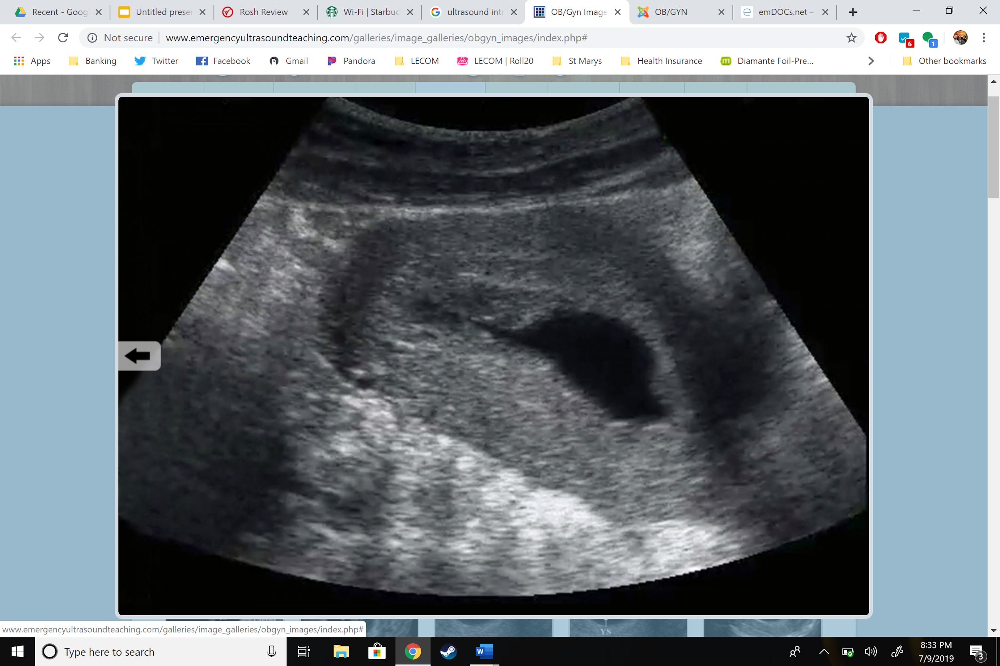 Recent - Goog
Untitled preser
Rosh Review
Wi-Fi | Starbuc
ultrasound intr
OB/Gyn Image
OB/GYN
emDOCs.net –
Not secure | www.emergencyultrasoundteaching.com/galleries/image_galleries/obgyn_images/index.php#
6
1
Apps
Banking
Twitter
Facebook
Gmail
Pandora
LECOM
LECOM | Roll20
St Marys
Health Insurance
Diamante Foil-Pre...
Other bookmarks
YS
www.emergencyultrasoundteaching.com/galleries/image_galleries/obgyn_images/index.php#
Type here to search
8:33 PM
7/9/2019
3